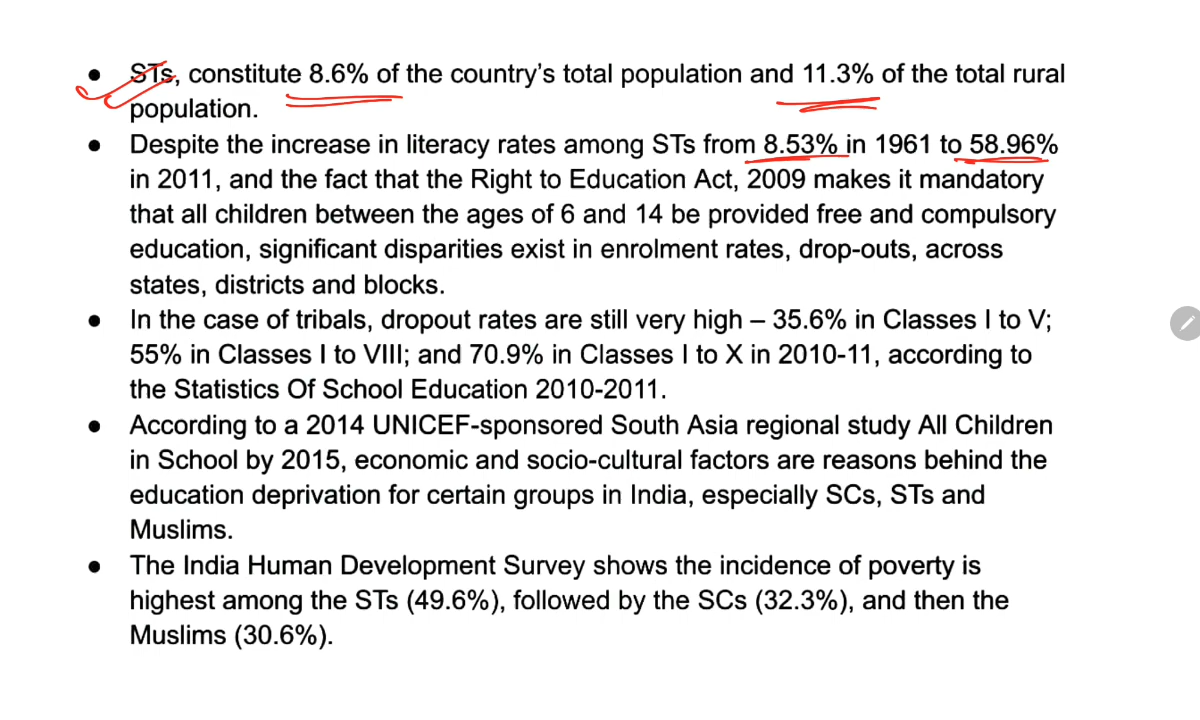 ● STs, constitute 8.6% of the country’s total population and 11.3% of the total rural
population.
● Despite the increase in literacy rates among STs from 8.53% in 1961 to 58.96%
in 2011, and the fact that the Right to Education Act, 2009 makes it mandatory
that all children between the ages of 6 and 14 be provided free and compulsory
education, significant disparities exist in enrolment rates, drop-outs, across
states, districts and blocks.
● In the case of tribals, dropout rates are still very high – 35.6% in Classes I to V;
55% in Classes I to VIII; and 70.9% in Classes I to X in 2010-11, according to
the Statistics Of School Education 2010-2011.
● According to a 2014 UNICEF-sponsored South Asia regional study All Children
in School by 2015, economic and socio-cultural factors are reasons behind the
education deprivation for certain groups in India, especially SCs, STs and
Muslims.
● The India Human Development Survey shows the incidence of poverty is
highest among the STs (49.6%), followed by the SCs (32.3%), and then the
Muslims (30.6%).